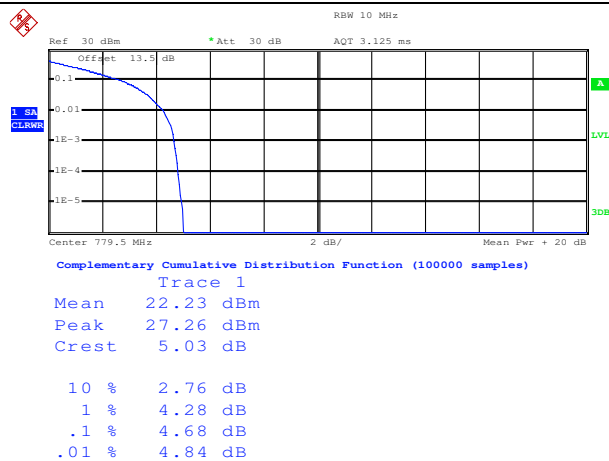 RBW 10 MHz
Ref 30 dBm *Att 30 dB AQT 3.125 ms
Offset 13.5 dB
0.1
A
0.01
1 SA
CLRWR
1E-3
LVL
1E-4
1E-5
3DB
Center 779.5 MHz 2 dB/ Mean Pwr + 20 dB
Complementary Cumulative Distribution Function (100000 samples)
Trace 1
Mean 22.23 dBm
Peak 27.26 dBm
Crest 5.03 dB
10 % 2.76 dB
1 % 4.28 dB
.1 % 4.68 dB
.01 % 4.84 dB